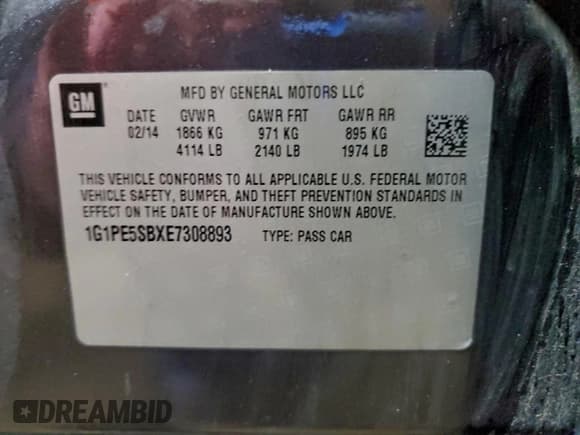 GM
MFD BY GENERAL MOTORS LLC
DATE GVWR GAWR FRT GAWR RR
02/14 1866 KG 971 KG 895 KG
4114 LB 2140 LB 1974 LB
THIS VEHICLE CONFORMS TO ALL APPLICABLE U.S. FEDERAL MOTOR
VEHICLE SAFETY, BUMPER, AND THEFT PREVENTION STANDARDS IN
EFFECT ON THE DATE OF MANUFACTURE SHOWN ABOVE.
1G1PE5SBXE7308893 TYPE: PASS CAR
DREAMBID